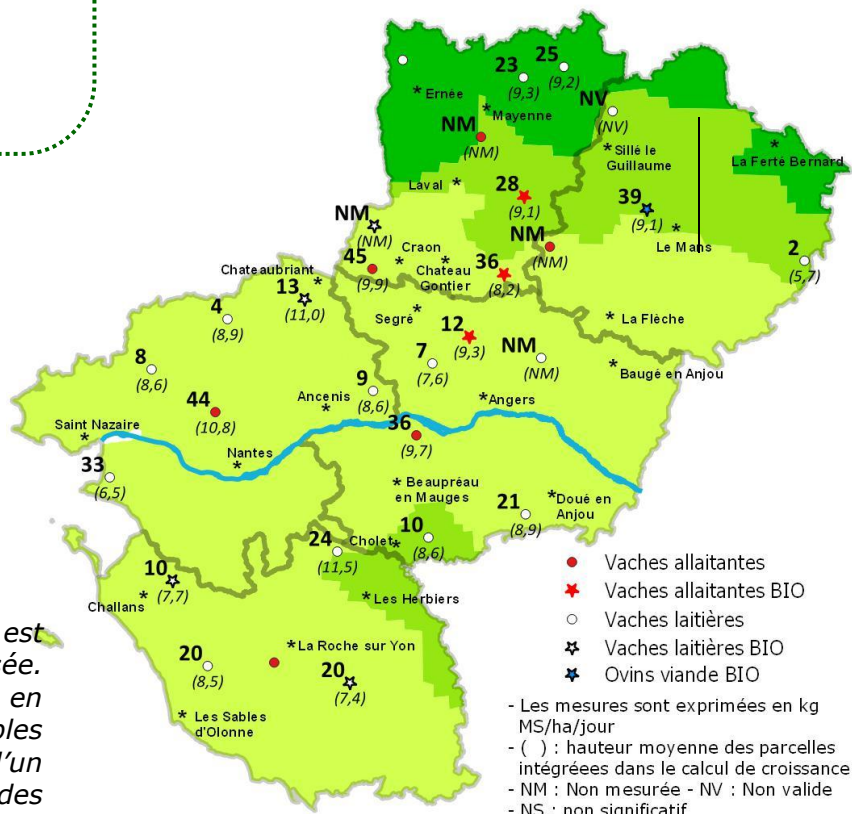 25
23
(9,2)
(9,3)
* Ernée
NV
* Mayenne
NM
(NV)
(NM)
* Sillé le
Guillaume
*
La Ferté Bernard
Laval *
28
39
(9,1)
(9,1)
NM
(NM)
NM
*
Le Mans
Craon
*
*
Chateau
Gontier
36
(NM)
2
45
(9,9)
(8,2)
(5,7)
Chateaubriant
*
13
(11,0)
4
(8,9)
Segré *
* La Flèche
12
(9,3)
8
(8,6)
7
(7,6)
NM
(NM)
*
Baugé en Anjou
9
(8,6)
44
(10,8)
Ancenis
*
* Angers
Saint Nazaire
*
36
(9,7)
Nantes
*
33
(6,5)
* Beaupréau
en Mauges
21
(8,9)
* Doué en
Anjou
10
(8,6)
24
(11,5)
Cholet *
10
(7,7)
Challans
*
* Les Herbiers
* La Roche sur Yon
20
(8,5)
20
(7,4)
* Les Sables
d'Olonne
Vaches allaitantes
Vaches allaitantes BIO
Vaches laitières
Vaches laitières BIO
Ovins viande BIO
- Les mesures sont exprimées en kg
MS/ha/jour
- ( ) : hauteur moyenne des parcelles
intégréees dans le calcul de croissance
- NM : Non mesurée - NV : Non valide
- NS : non significatif
est
ée.
en
l'un
des